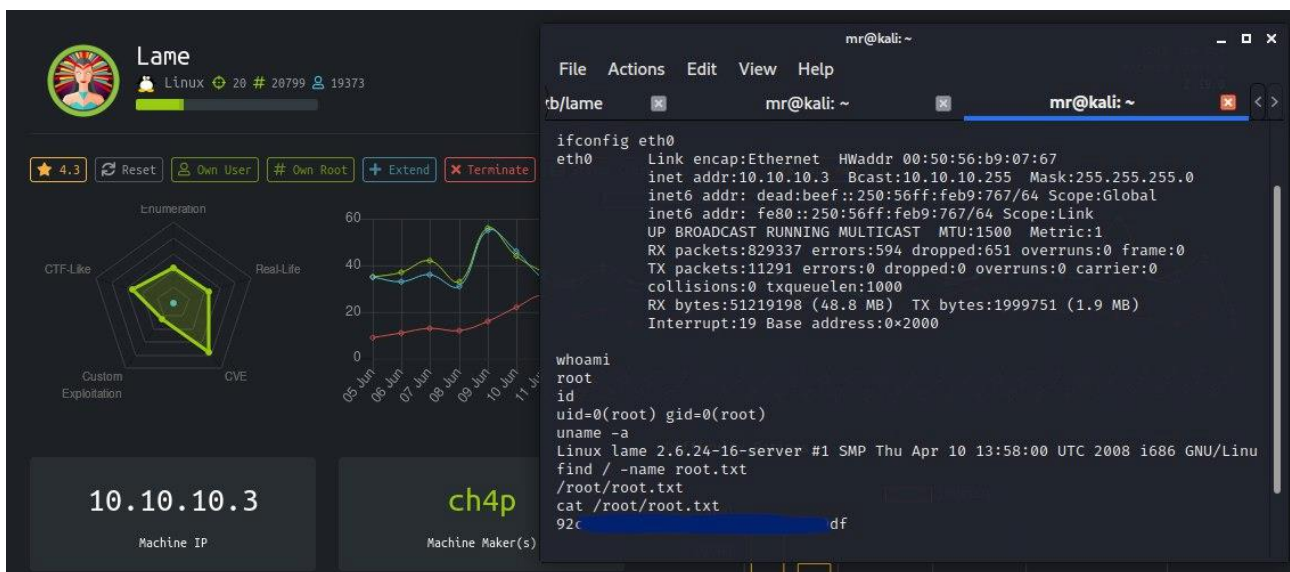 Lame
Linux 20 # 20799 19373
4.3 Reset Own User # Own Root Extend Terminate
Enumeration
CTF-Like
Real-Life
Custom
Exploitation
CVE
60
40
20
0
05 Jun
06 Jun
07 Jun
08 Jun
09 Jun
10 Jun
11 Jun
10.10.10.3
Machine IP
ch4p
Machine Maker(s)
mr@kali: ~
File Actions Edit View Help
tb/lame mr@kali: ~ mr@kali: ~
ifconfig eth0
eth0 Link encap:Ethernet HWaddr 00:50:56:b9:07:67
inet addr:10.10.10.3 Bcast:10.10.10.255 Mask:255.255.255.0
inet6 addr: dead:beef::250:56ff:feb9:767/64 Scope:Global
inet6 addr: fe80::250:56ff:feb9:767/64 Scope:Link
UP BROADCAST RUNNING MULTICAST MTU:1500 Metric:1
RX packets:829337 errors:594 dropped:651 overruns:0 frame:0
TX packets:11291 errors:0 dropped:0 overruns:0 carrier:0
collisions:0 txqueuelen:1000
RX bytes:51219198 (48.8 MB) TX bytes:1999751 (1.9 MB)
Interrupt:19 Base address:0×2000
whoami
root
id
uid=0(root) gid=0(root)
uname -a
Linux lame 2.6.24-16-server #1 SMP Thu Apr 10 13:58:00 UTC 2008 i686 GNU/Linu
find / -name root.txt
/root/root.txt
cat /root/root.txt
92c df